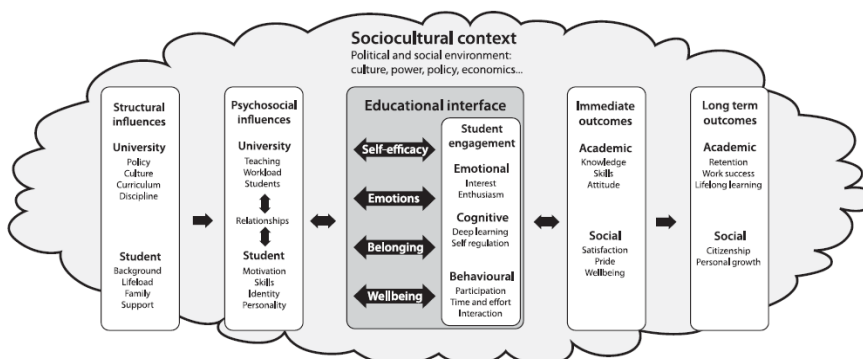 Sociocultural context
Political and social environment:
culture, power, policy, economics...
Structural
influences
University
Policy
Culture
Curriculum
Discipline
Student
Background
Lifeload
Family
Support
Psychosocial
influences
University
Teaching
Workload
Students
Relationships
Student
Motivation
Skills
Identity
Personality
Educational interface
Self-efficacy
Emotions
Belonging
Wellbeing
Student
engagement
Emotional
Interest
Enthusiasm
Cognitive
Deep learning
Self regulation
Behavioural
Participation
Time and effort
Interaction
Immediate
outcomes
Academic
Knowledge
Skills
Attitude
Social
Satisfaction
Pride
Wellbeing
Long term
outcomes
Academic
Retention
Work success
Lifelong learning
Social
Citizenship
Personal growth